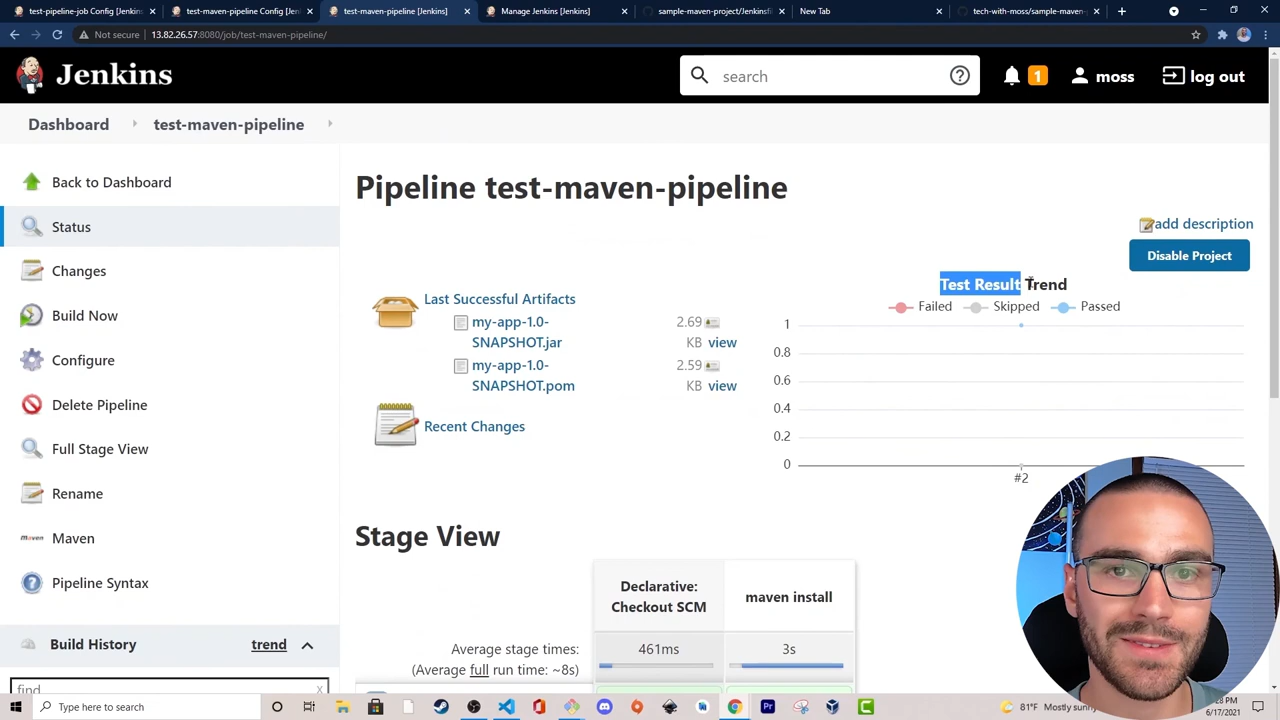 test-maven-pipeline Config [Jen
test-maven-pipeline [Jenkins]
Manage Jenkins [Jenkins]
sample-maven-project/Jenkinsfi
New Tab
tech-with-moss/sample-maven
Not secure | 13.82.26.57:8080/job/test-maven-pipeline/
Jenkins
search
1
moss
log out
Dashboard
test-maven-pipeline
Back to Dashboard
Status
Changes
Build Now
Configure
Delete Pipeline
Full Stage View
Rename
Maven
Pipeline Syntax
Build History
trend
find
x
Pipeline test-maven-pipeline
add description
Disable Project
Last Successful Artifacts
my-app-1.0-
SNAPSHOT.jar
2.69
KB view
my-app-1.0-
SNAPSHOT.pom
2.59
KB view
Recent Changes
Test Result Trend
Failed
Skipped
Passed
1
0.8
0.6
0.4
0.2
0
#2
Stage View
Declarative:
Checkout SCM
maven install
Average stage times:
(Average full run time: ~8s)
461ms
3s
Type here to search
81°F Mostly sunny
6/17/2021